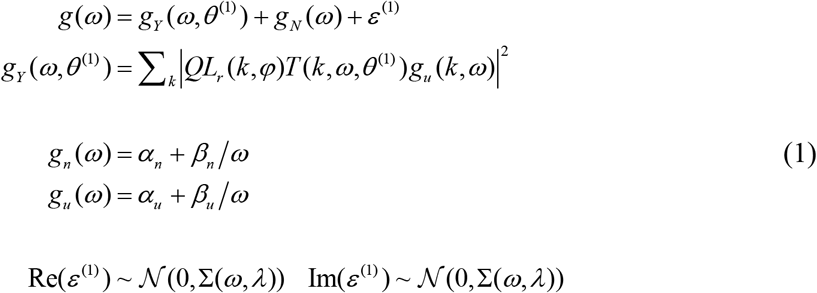 g(ω) = g_Y(ω,θ^(1)) + g_N(ω) + ε^(1)
g_Y(ω,θ^(1)) = ∑_k |QL_r(k,φ)T(k,ω,θ^(1))g_u(k,ω)|^2
g_n(ω) = α_n + β_n/ω
(1)
g_u(ω) = α_u + β_u/ω
Re(ε^(1)) ~ 𝒩(0,Σ(ω,λ)) Im(ε^(1)) ~ 𝒩(0,Σ(ω,λ))